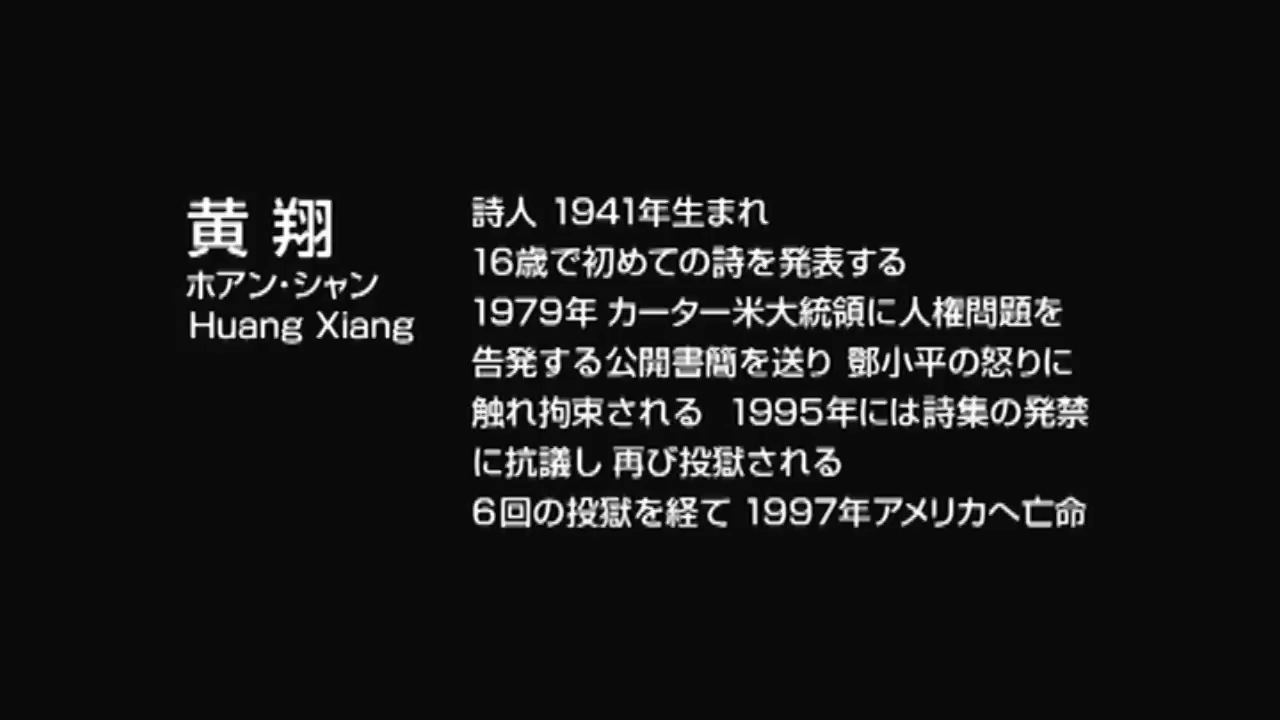 黄 翔
ホアン・シャン
Huang Xiang
詩人 1941年生まれ
16歳で初めての詩を発表する
1979年 カーター米大統領に人権問題を
告発する公開書簡を送り 鄧小平の怒りに
触れ拘束される 1995年には詩集の発禁
に抗議し 再び投獄される
6回の投獄を経て 1997年アメリカへ亡命